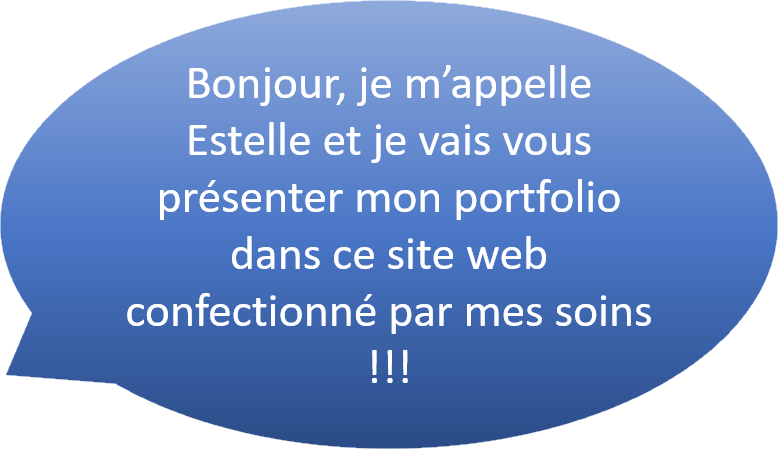 Bonjour, je m’appelle
Estelle et je vais vous
présenter mon portfolio
dans ce site web
confectionné par mes soins
!!!